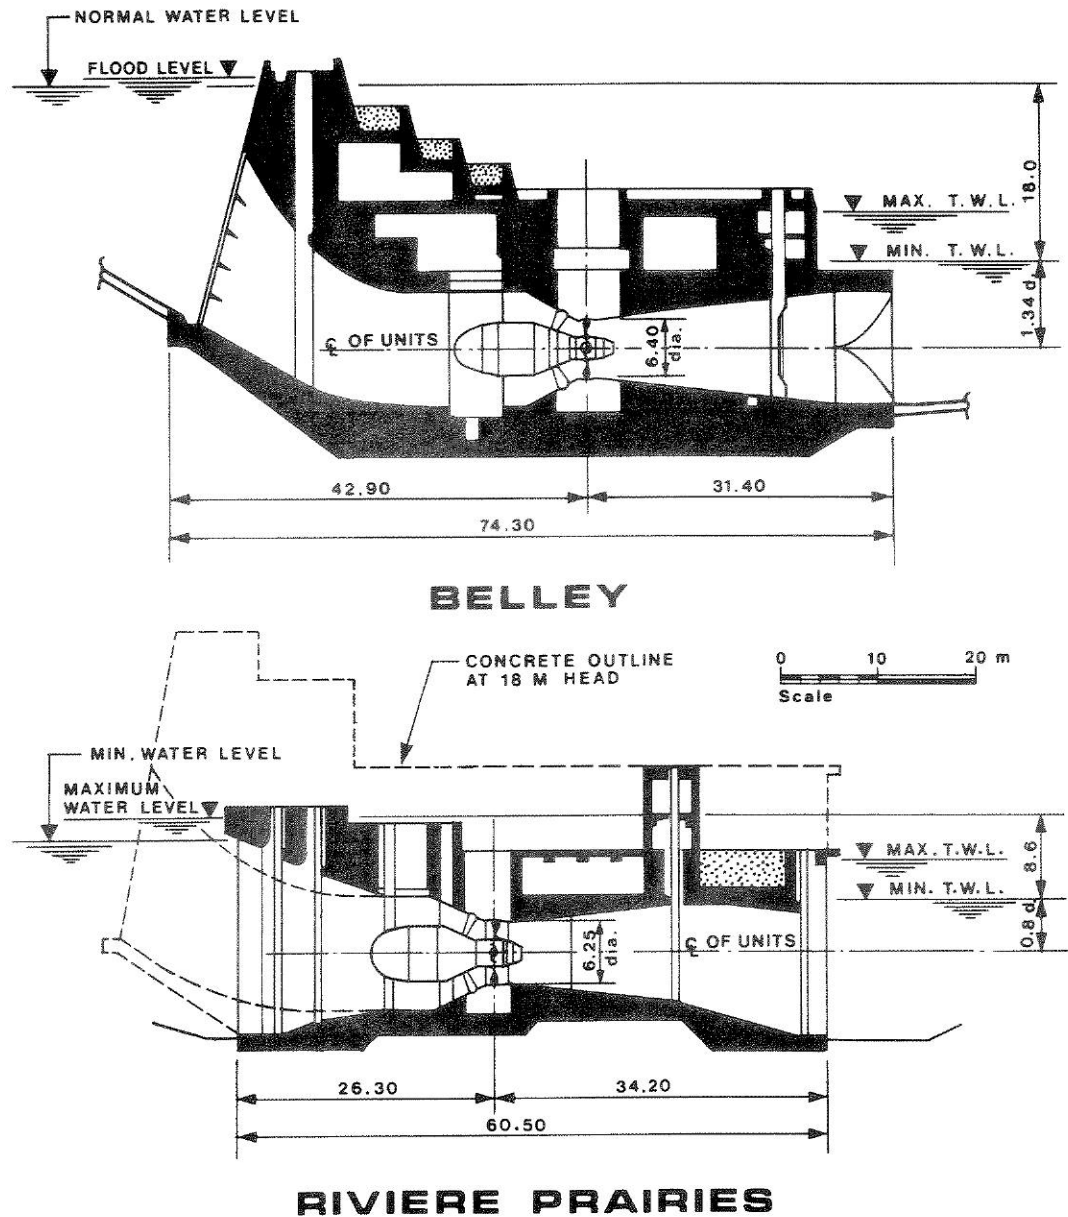 NORMAL WATER LEVEL
FLOOD LEVEL
18.0
MAX. T.W.L.
MIN. T.W.L.
1.34 d
℄ OF UNITS
6.40
dia.
42.90
31.40
74.30
BELLEY
CONCRETE OUTLINE
AT 18 M HEAD
0 10 20 m
Scale
MIN. WATER LEVEL
MAXIMUM
WATER LEVEL
8.6
MAX. T.W.L.
MIN. T.W.L.
0.8 d
6.25
dia.
℄ OF UNITS
26.30
34.20
60.50
RIVIERE PRAIRIES